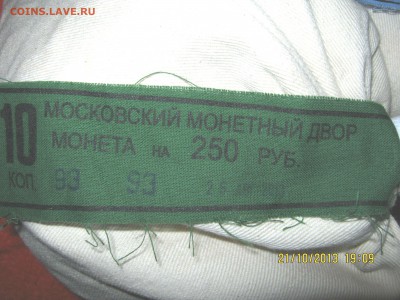 COINS.LAVE.RU
10 МОСКОВСКИЙ МОНЕТНЫЙ ДВОР
МОНЕТА НА 250 РУБ.
КОП. 93 93
21/10/2013 19:09